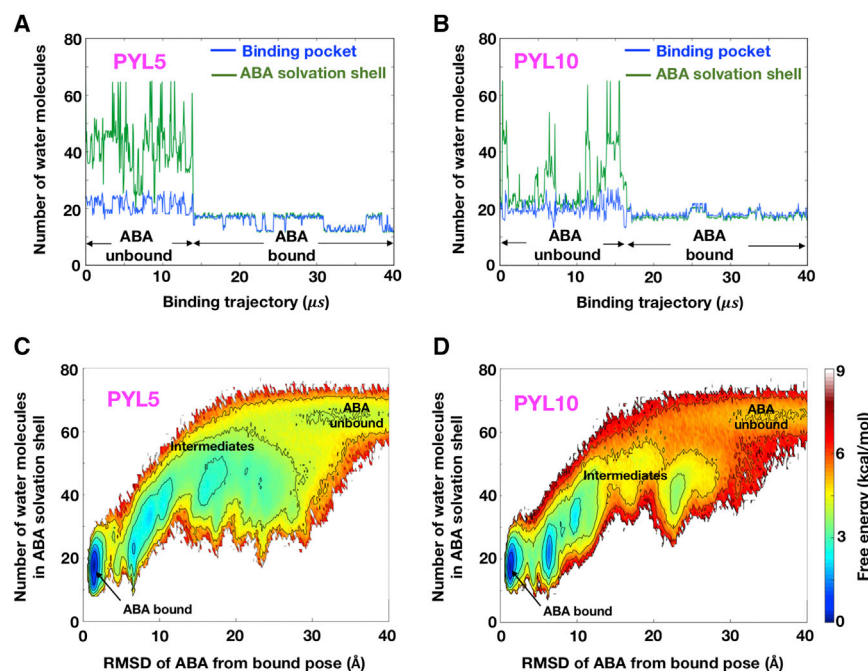 A
Number of water molecules
80
60
40
20
0
PYL5
Binding pocket
ABA solvation shell
ABA
unbound
ABA
bound
0
10
20
30
40
Binding trajectory (μs)
B
Number of water molecules
80
60
40
20
0
PYL10
Binding pocket
ABA solvation shell
ABA
unbound
ABA
bound
0
10
20
30
40
Binding trajectory (μs)
C
Number of water molecules
in ABA solvation shell
80
60
40
20
0
PYL5
Intermediates
ABA
unbound
ABA bound
0
10
20
30
40
RMSD of ABA from bound pose (Å)
D
Number of water molecules
in ABA solvation shell
80
60
40
20
0
PYL10
Intermediates
ABA
unbound
ABA bound
0
10
20
30
40
RMSD of ABA from bound pose (Å)
9
6
3
0
Free energy (kcal/mol)